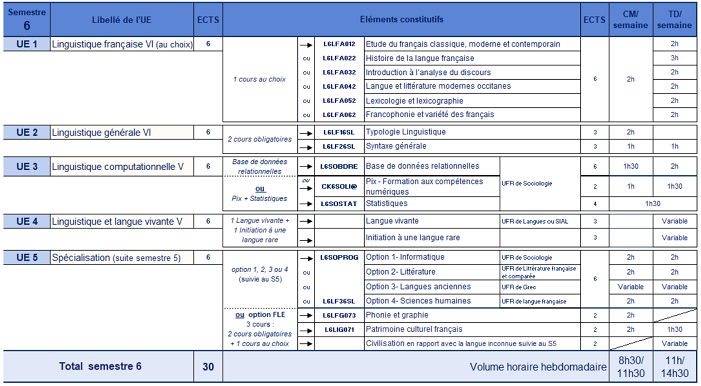 Semestre 6 Libellé de l'UE ECTS Eléments constitutifs ECTS CM/ semaine TD/ semaine
UE 1 Linguistique française VI (au choix) 6 1 cours au choix L6LFA012 Etude du français classique, moderne et contemporain 6 2h 2h
ou L6LFA022 Histoire de la langue française 3h
ou L6LFA032 Introduction à l'analyse du discours 2h
ou L6LFA042 Langue et littérature modernes occitanes 2h
ou L6LFA052 Lexicologie et lexicographie 2h
ou L6LFA062 Francophonie et variété des français 2h
UE 2 Linguistique générale VI 6 2 cours obligatoires L6LF16SL Typologie Linguistique 3 2h
L6LF26SL Syntaxe générale 3 1h 1h
UE 3 Linguistique computationnelle V 6 Base de données relationnelles L6SOBDRE Base de données relationnelles UFR de Sociologie 6 1h30 2h
ou Pix + Statistiques ou CK6SOLI@ Pix - Formation aux compétences numériques 2 1h 1h30
L6SOSTAT Statistiques 4 1h30
UE 4 Linguistique et langue vivante V 6 1 Langue vivante + 1 Initiation à une langue rare Langue vivante UFR de Langues ou SIAL 3 Variable
Initiation à une langue rare 3 Variable
UE 5 Spécialisation (suite semestre 5) 6 option 1, 2, 3 ou 4 (suivie au S5) L6SOPROG Option 1- Informatique UFR de Sociologie 6 2h 2h
ou Option 2- Littérature UFR de Littérature française et comparée 2h 2h
ou Option 3- Langues anciennes UFR de Grec Variable Variable
ou L6LF36SL Option 4- Sciences humaines UFR de langue française 2h 2h
ou option FLE 3 cours : 2 cours obligatoires + 1 cours au choix L6LFG073 Phonie et graphie 2 2h
L6LIG071 Patrimoine culturel français 2 2h 1h30
Civilisation en rapport avec la langue inconnue suivie au S5 2 Variable
Total semestre 6 30 Volume horaire hebdomadaire 8h30/ 11h30 11h/ 14h30